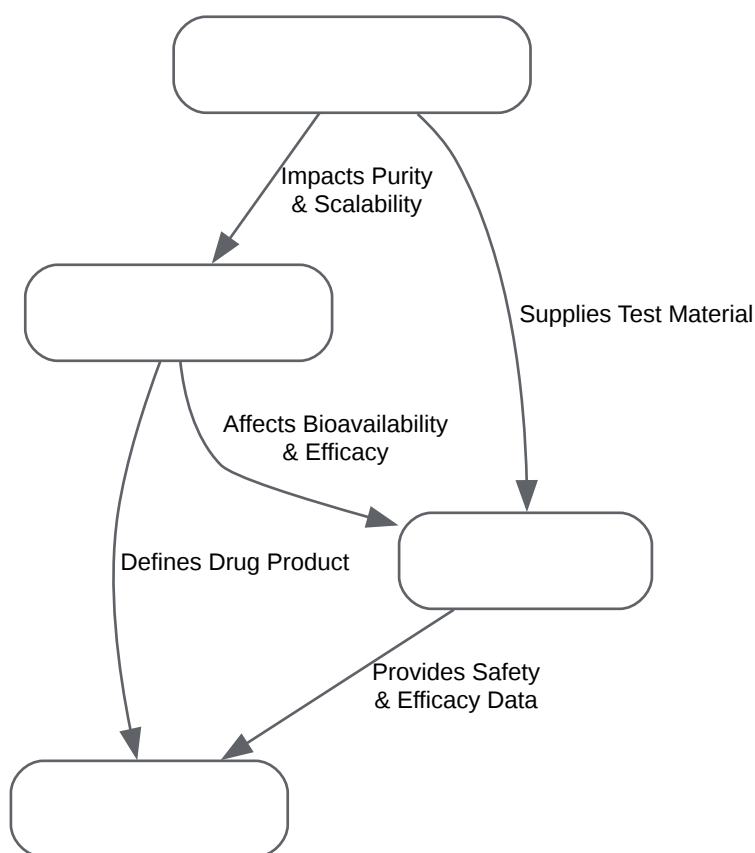 Impacts Purity
& Scalability
Supplies Test Material
Affects Bioavailability
& Efficacy
Defines Drug Product
Provides Safety
& Efficacy Data